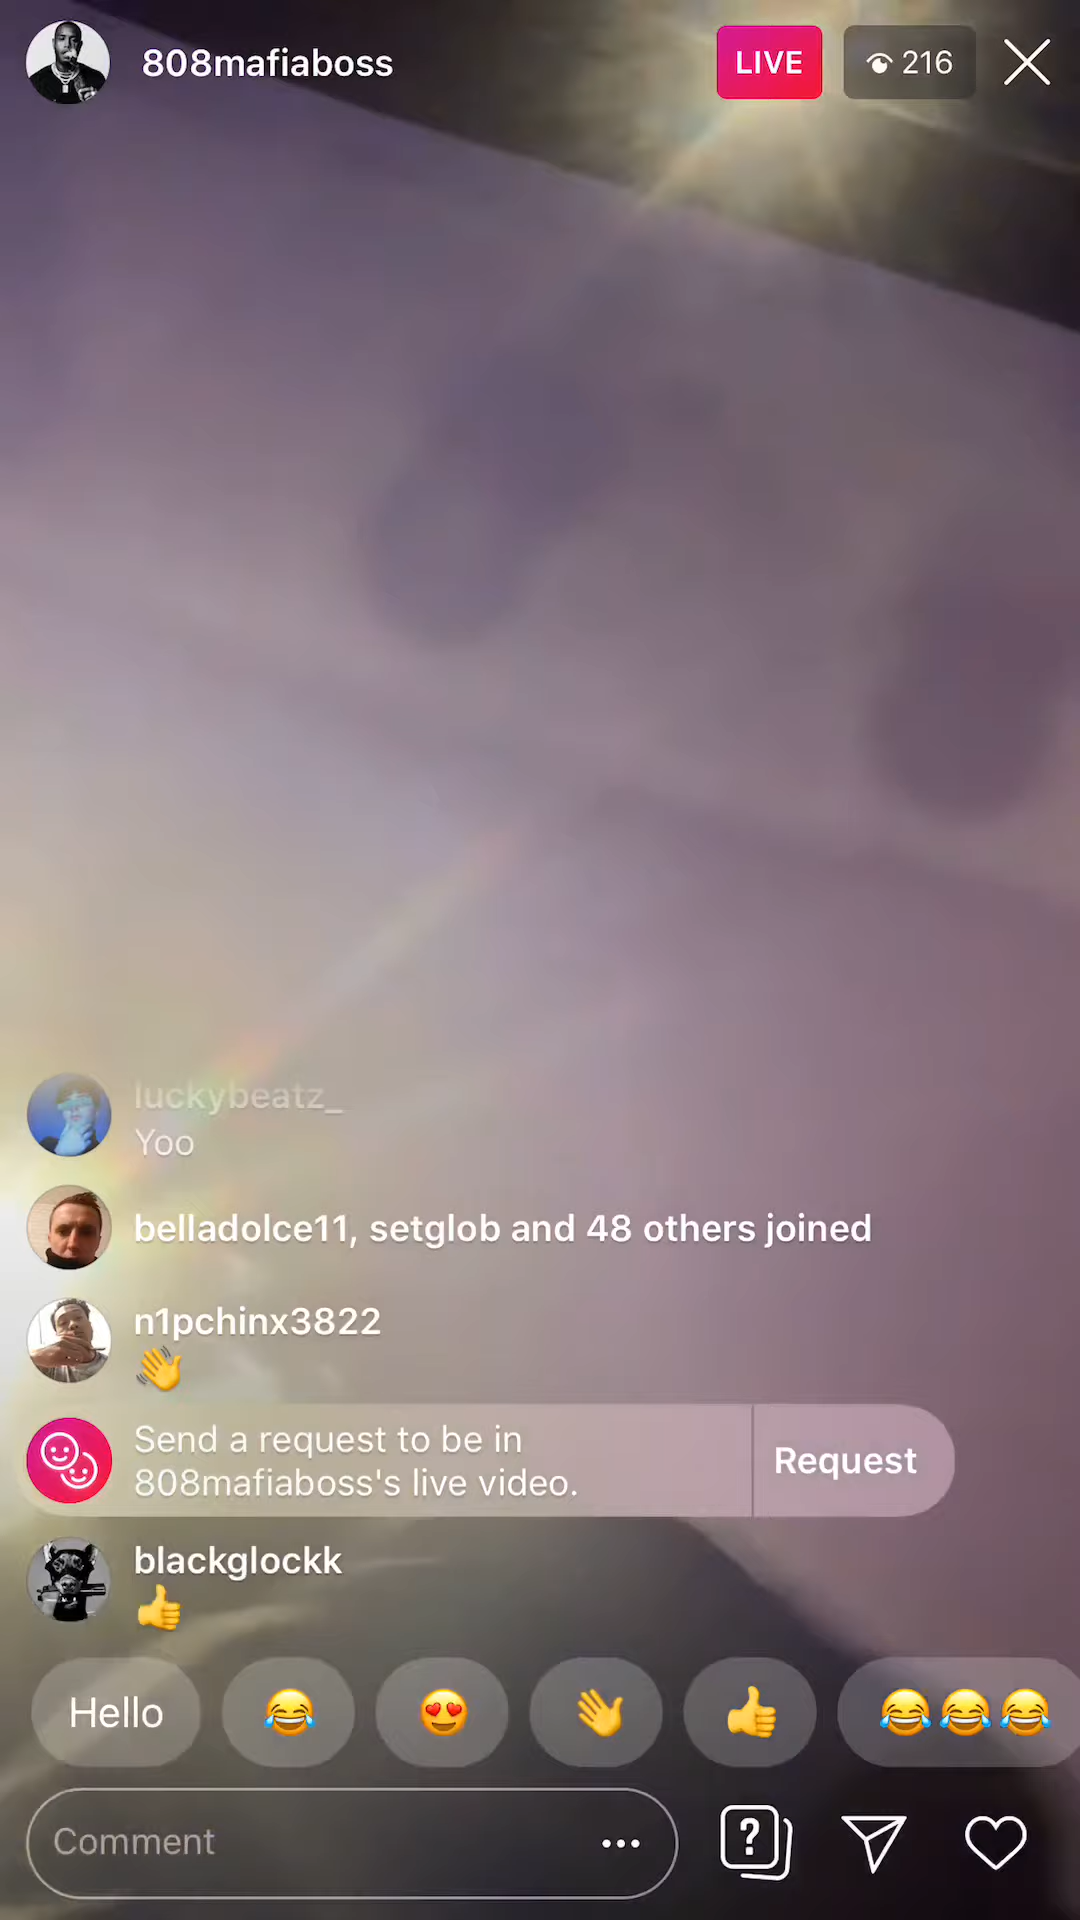 808mafiaboss
LIVE
216
luckybeatz_
Yoo
belladolce11, setglob and 48 others joined
n1pchinx3822
👋
Send a request to be in
808mafiaboss's live video.
Request
blackglockk
👍
Hello 😂 😍 👋 👍 😂😂😂
Comment